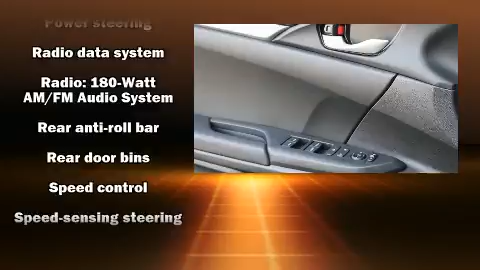 Power steering
Radio data system
Radio: 180-Watt
AM/FM Audio System
Rear anti-roll bar
Rear door bins
Speed control
Speed-sensing steering